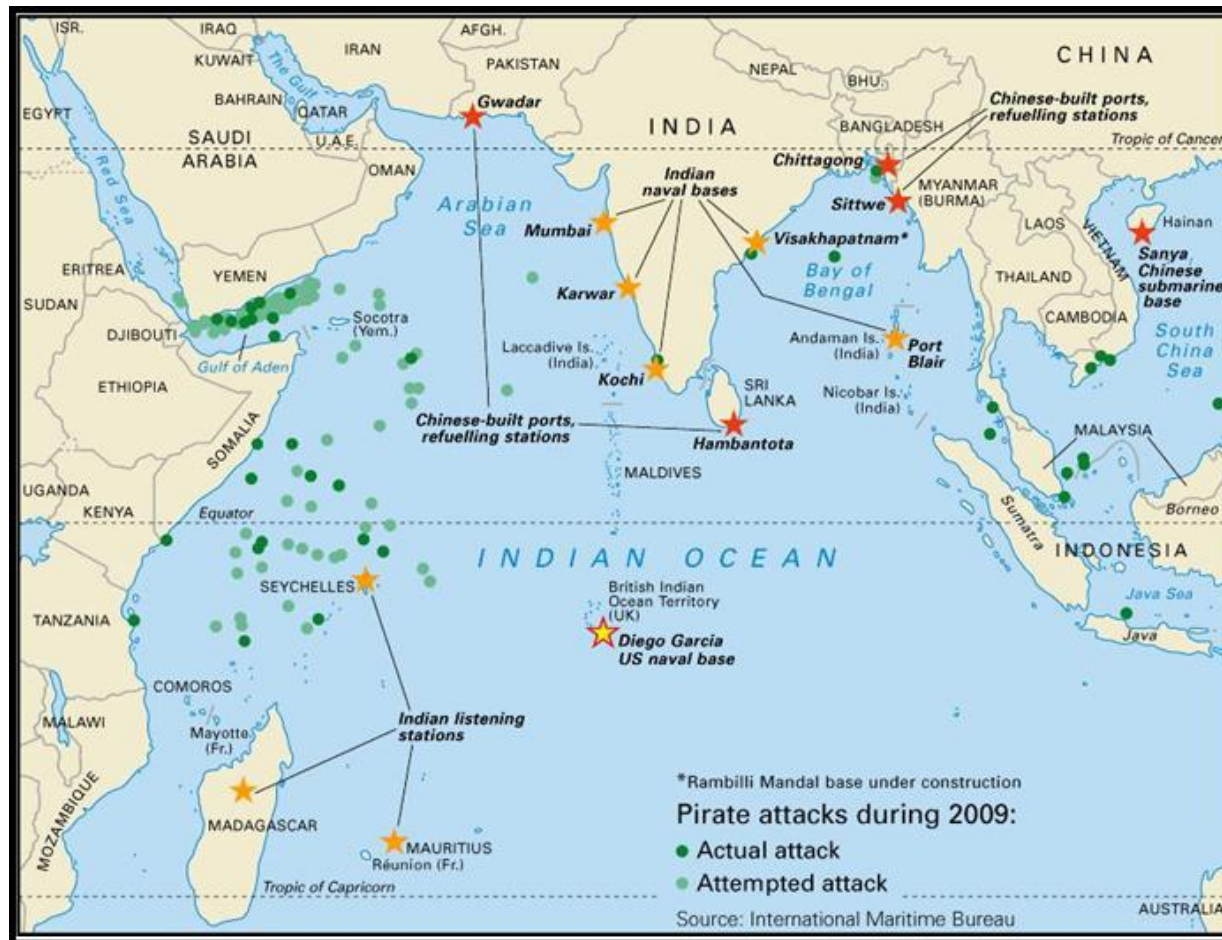 ISR.
IRAQ
IRAN
AFGH.
CHINA
KUWAIT
PAKISTAN
NEPAL
BHU.
The Gulf
BAHRAIN
QATAR
Gwadar
Chinese-built ports,
refuelling stations
EGYPT
SAUDI
ARABIA
U.A.E.
INDIA
BANGLADESH
Tropic of Cancer
OMAN
Chittagong
Red Sea
Indian
naval bases
MYANMAR
(BURMA)
Sittwe
LAOS
VIETNAM
Hainan
Arabian
Sea
Mumbai
Visakhapatnam*
Sanya,
Chinese
submarine
base
ERITREA
YEMEN
Bay of
Bengal
THAILAND
SUDAN
Karwar
CAMBODIA
DJIBOUTI
Socotra
(Yem.)
Laccadive Is.
(India)
Andaman Is.
(India)
Port
Blair
South
China
Sea
Gulf of Aden
ETHIOPIA
Kochi
SRI
LANKA
Nicobar Is.
(India)
Chinese-built ports,
refuelling stations
Hambantota
MALAYSIA
SOMALIA
MALDIVES
UGANDA
KENYA
Equator
Sumatra
Borneo
INDIAN OCEAN
INDONESIA
SEYCHELLES
British Indian
Ocean Territory
(UK)
Java Sea
TANZANIA
Diego Garcia
US naval base
Java
COMOROS
MALAWI
Mayotte
(Fr.)
Indian listening
stations
MOZAMBIQUE
MADAGASCAR
MAURITIUS
Réunion (Fr.)
Tropic of Capricorn
*Rambilli Mandal base under construction
Pirate attacks during 2009:
Actual attack
Attempted attack
Source: International Maritime Bureau
AUSTRALIA